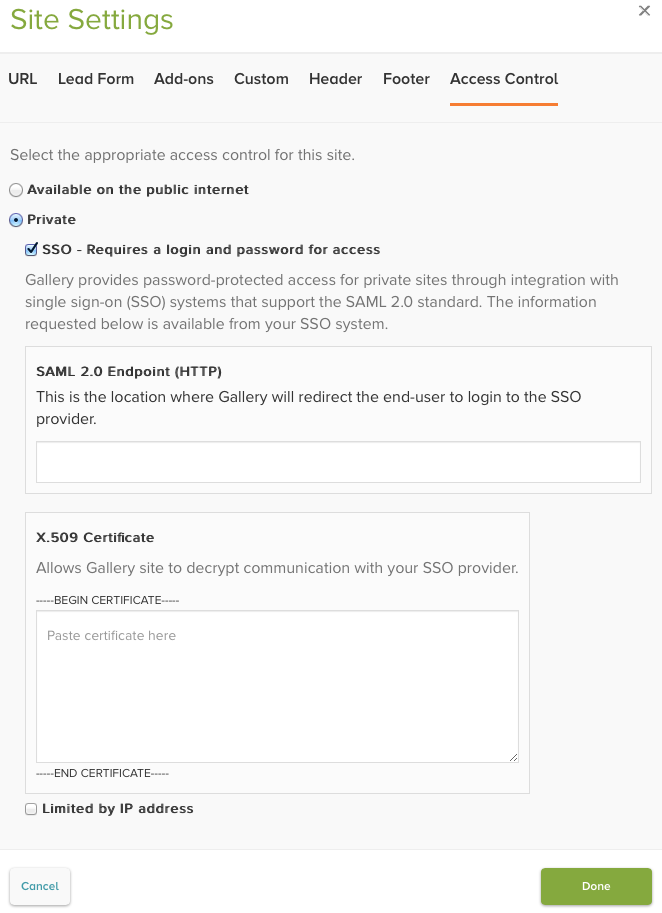 Site Settings
URL Lead Form Add-ons Custom Header Footer Access Control
Select the appropriate access control for this site.
Available on the public internet
Private
SSO - Requires a login and password for access
Gallery provides password-protected access for private sites through integration with
single sign-on (SSO) systems that support the SAML 2.0 standard. The information
requested below is available from your SSO system.
SAML 2.0 Endpoint (HTTP)
This is the location where Gallery will redirect the end-user to login to the SSO
provider.
X.509 Certificate
Allows Gallery site to decrypt communication with your SSO provider.
-----BEGIN CERTIFICATE-----
Paste certificate here
-----END CERTIFICATE-----
Limited by IP address
Cancel Done